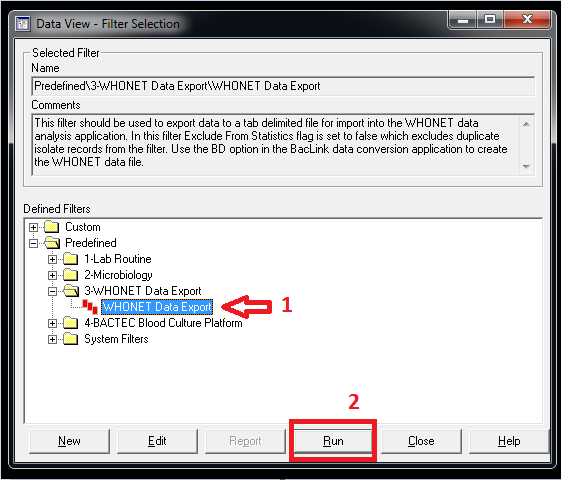 Data View - Filter Selection
Selected Filter
Name
Predefined\3-WHONET Data Export\WHONET Data Export
Comments
This filter should be used to export data to a tab delimited file for import into the WHONET data
analysis application. In this filter Exclude From Statistics flag is set to false which excludes duplicate
isolate records from the filter. Use the BD option in the BacLink data conversion application to create
the WHONET data file.
Defined Filters
Custom
Predefined
1-Lab Routine
2-Microbiology
3-WHONET Data Export
WHONET Data Export
1
4-BACTEC Blood Culture Platform
System Filters
2
New
Edit
Report
Run
Close
Help